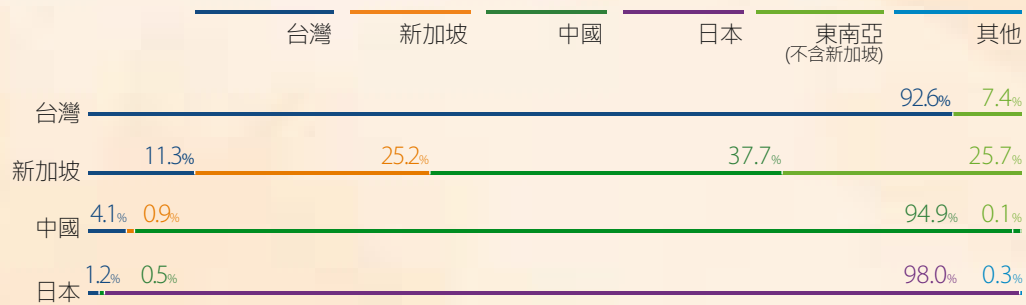 台灣 新加坡 中國 日本 東南亞 其他
(不含新加坡)
台灣 92.6% 7.4%
新加坡 11.3% 25.2% 37.7% 25.7%
中國 4.1% 0.9% 94.9% 0.1%
日本 1.2% 0.5% 98.0% 0.3%